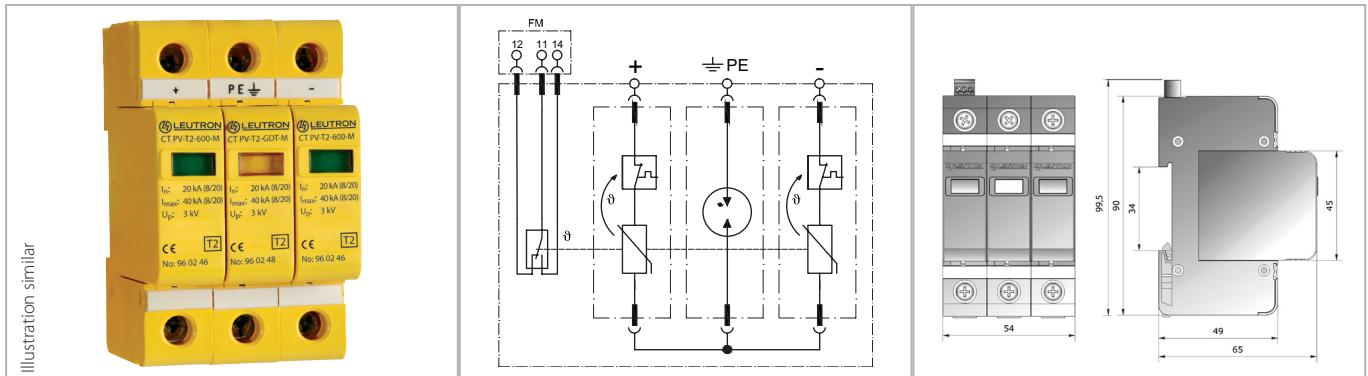 Illustration similar
+ PE ⏚ -
LEUTRON LEUTRON LEUTRON
CT PV-T2-600-M CT PV-T2-GDT-M CT PV-T2-600-M
In: 20 kA (8/20) In: 20 kA (8/20) In: 20 kA (8/20)
Imax: 40 kA (8/20) Imax: 40 kA (8/20) Imax: 40 kA (8/20)
Up: 3 kV Up: 3 kV Up: 3 kV
CE T2 CE T2 CE T2
No: 96 02 46 No: 96 02 48 No: 96 02 46
FM
12 11 14
+ ⏚ PE -
ϑ ϑ
ϑ
LEUTRON LEUTRON LEUTRON
54
99,5
90
34
45
49
65